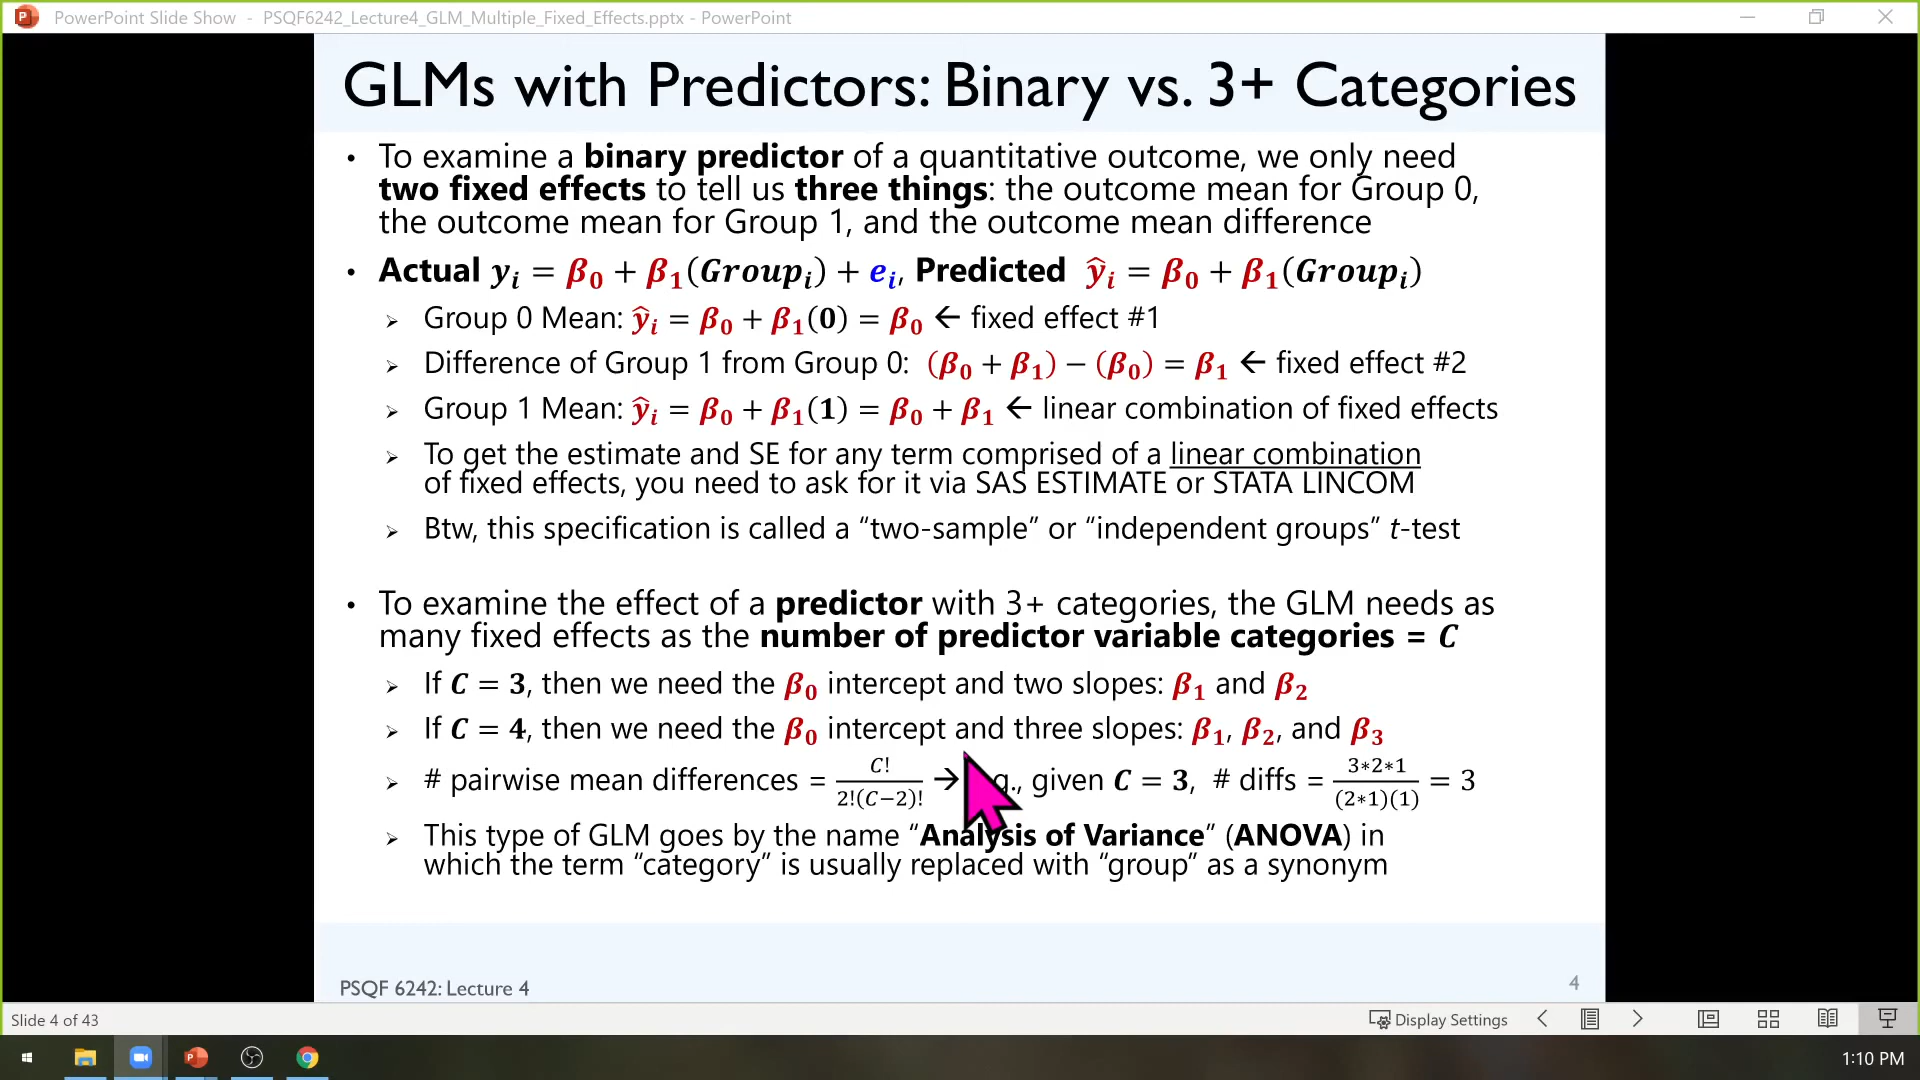 PowerPoint Slide Show - PSQF6242_Lecture4_GLM_Multiple_Fixed_Effects.pptx - PowerPoint
GLMs with Predictors: Binary vs. 3+ Categories
• To examine a binary predictor of a quantitative outcome, we only need
two fixed effects to tell us three things: the outcome mean for Group 0,
the outcome mean for Group 1, and the outcome mean difference
• Actual yᵢ = β₀ + β₁(Groupᵢ) + eᵢ, Predicted ŷᵢ = β₀ + β₁(Groupᵢ)
➢ Group 0 Mean: ŷᵢ = β₀ + β₁(0) = β₀ ← fixed effect #1
➢ Difference of Group 1 from Group 0: (β₀ + β₁) − (β₀) = β₁ ← fixed effect #2
➢ Group 1 Mean: ŷᵢ = β₀ + β₁(1) = β₀ + β₁ ← linear combination of fixed effects
➢ To get the estimate and SE for any term comprised of a linear combination
of fixed effects, you need to ask for it via SAS ESTIMATE or STATA LINCOM
➢ Btw, this specification is called a “two-sample” or “independent groups” t-test
• To examine the effect of a predictor with 3+ categories, the GLM needs as
many fixed effects as the number of predictor variable categories = C
➢ If C = 3, then we need the β₀ intercept and two slopes: β₁ and β₂
➢ If C = 4, then we need the β₀ intercept and three slopes: β₁, β₂, and β₃
➢ # pairwise mean differences = C! / 2!(C−2)! → g., given C = 3, # diffs = 3∗2∗1 / (2∗1)(1) = 3
➢ This type of GLM goes by the name “Analysis of Variance” (ANOVA) in
which the term “category” is usually replaced with “group” as a synonym
PSQF 6242: Lecture 4
4
Slide 4 of 43
Display Settings
1:10 PM